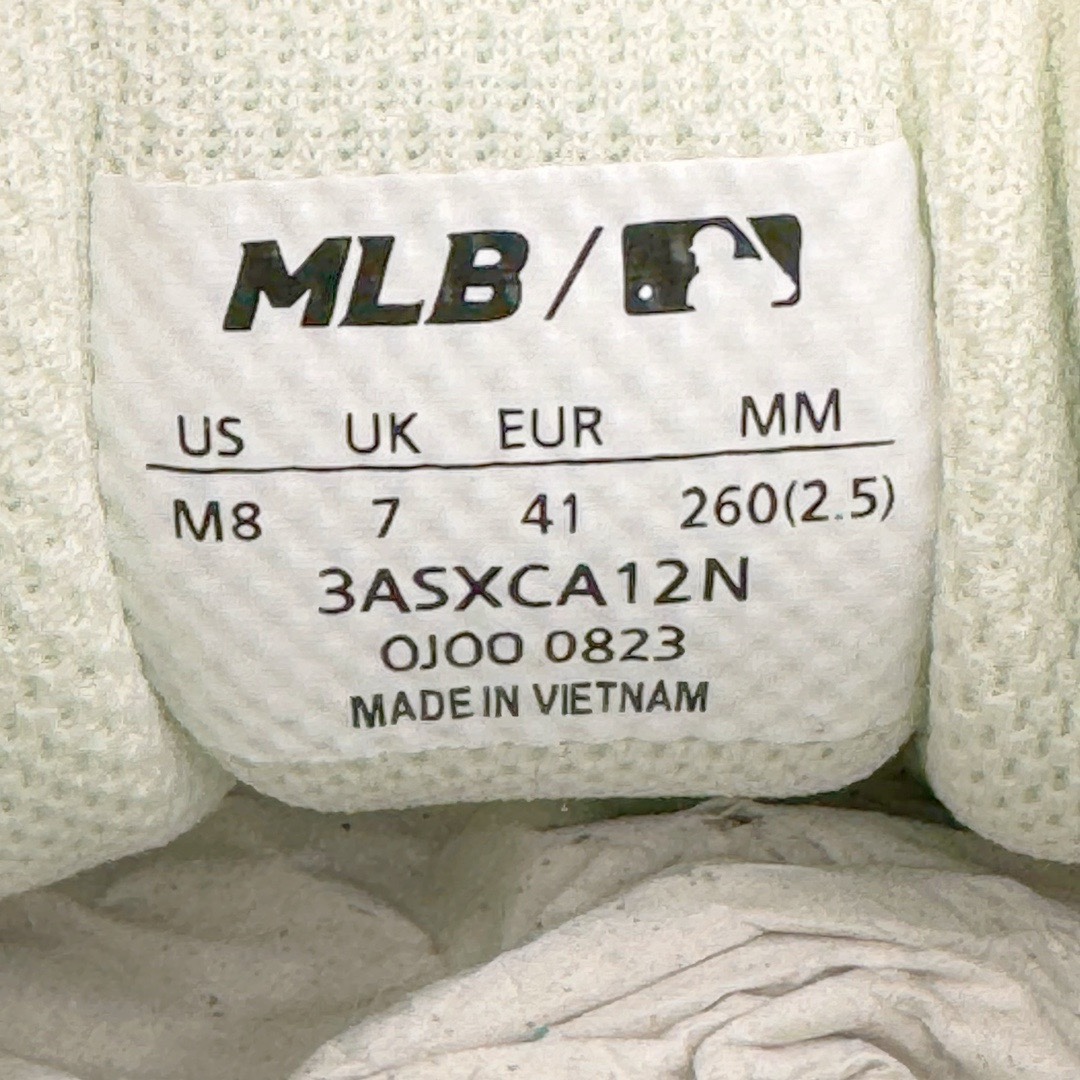 MLB /
US UK EUR MM
M8 7 41 260(2.5)
3ASXCA12N
OJOO 0823
MADE IN VIETNAM